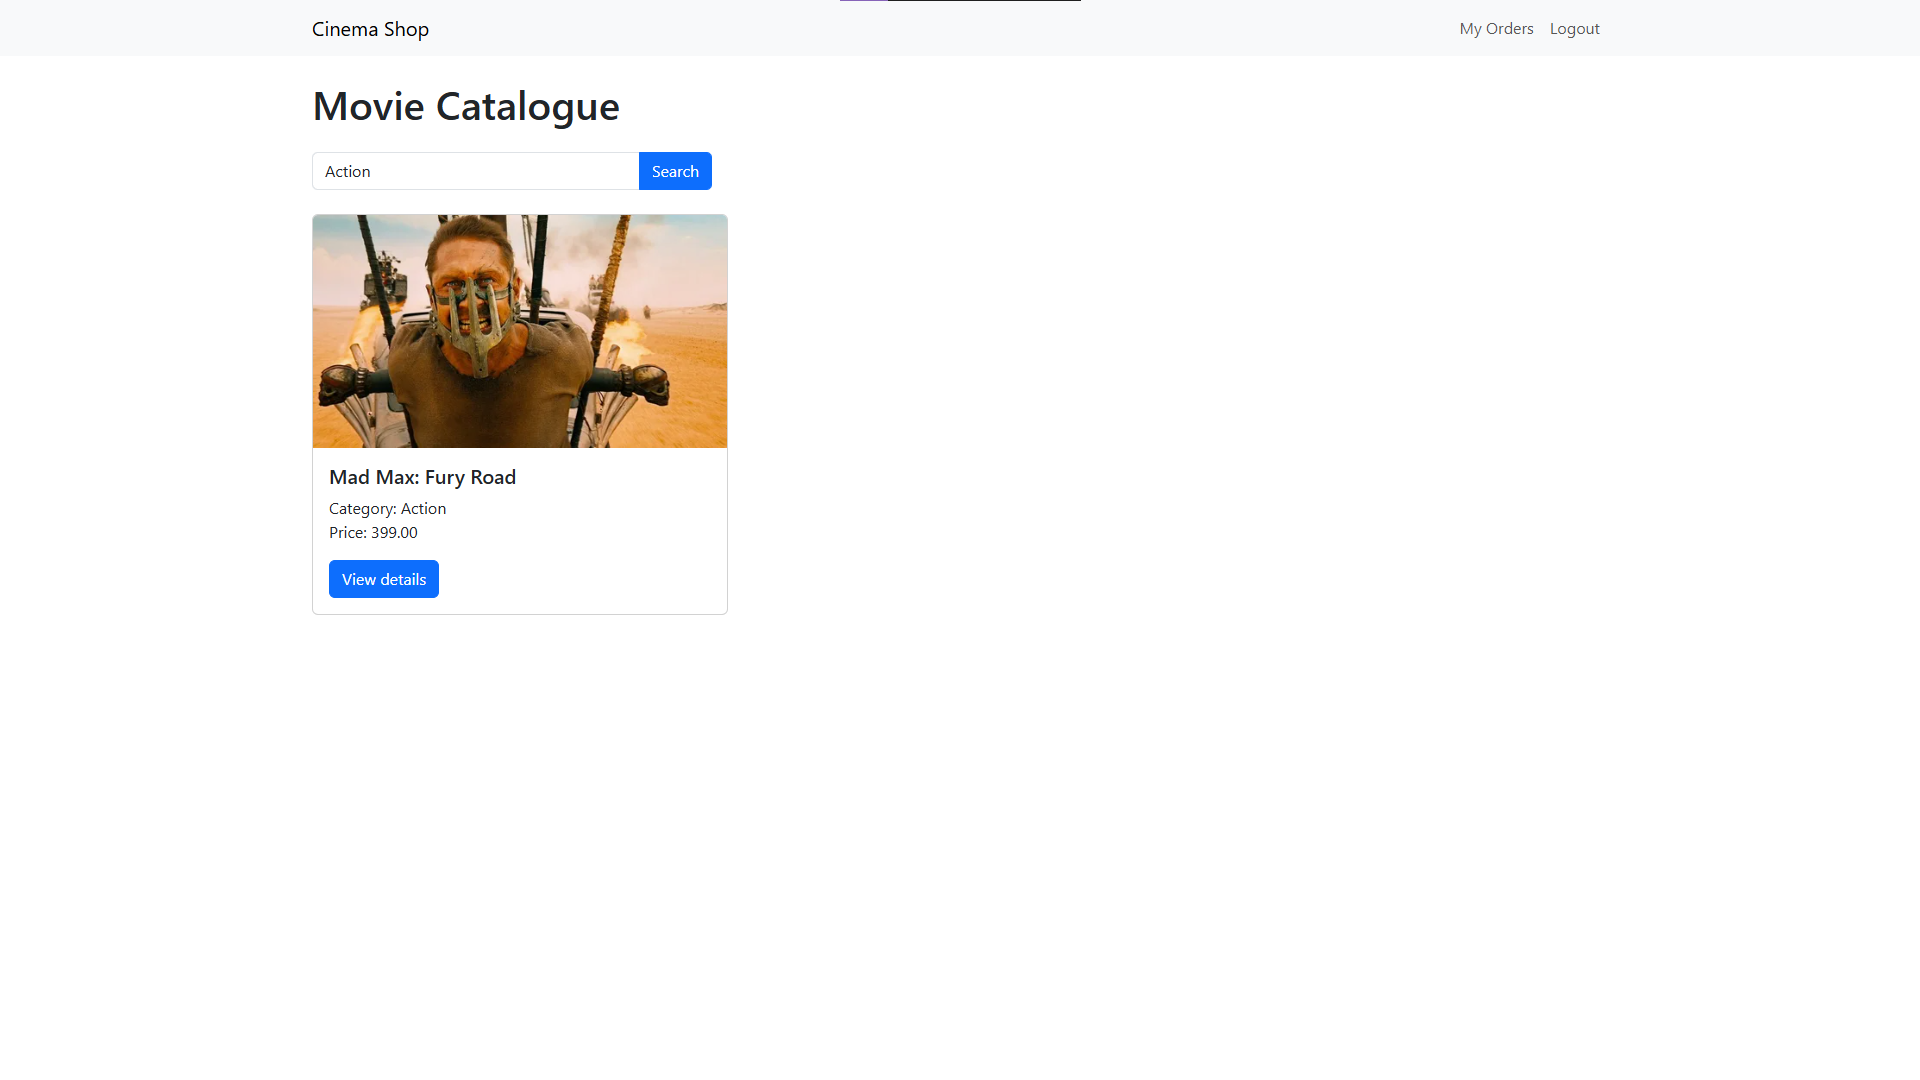 Cinema Shop
My Orders
Logout
Movie Catalogue
Action
Search
Mad Max: Fury Road
Category: Action
Price: 399.00
View details